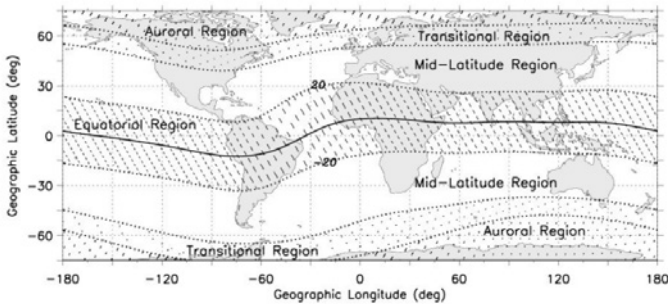 60
Auroral Region
Transitional Region
Mid-Latitude Region
30
20
Equatorial Region
0
-20
-30
Mid-Latitude Region
-60
Auroral Region
Transitional Region
-180
-120
-60
0
60
120
180
Geographic Longitude (deg)
Geographic Latitude (deg)